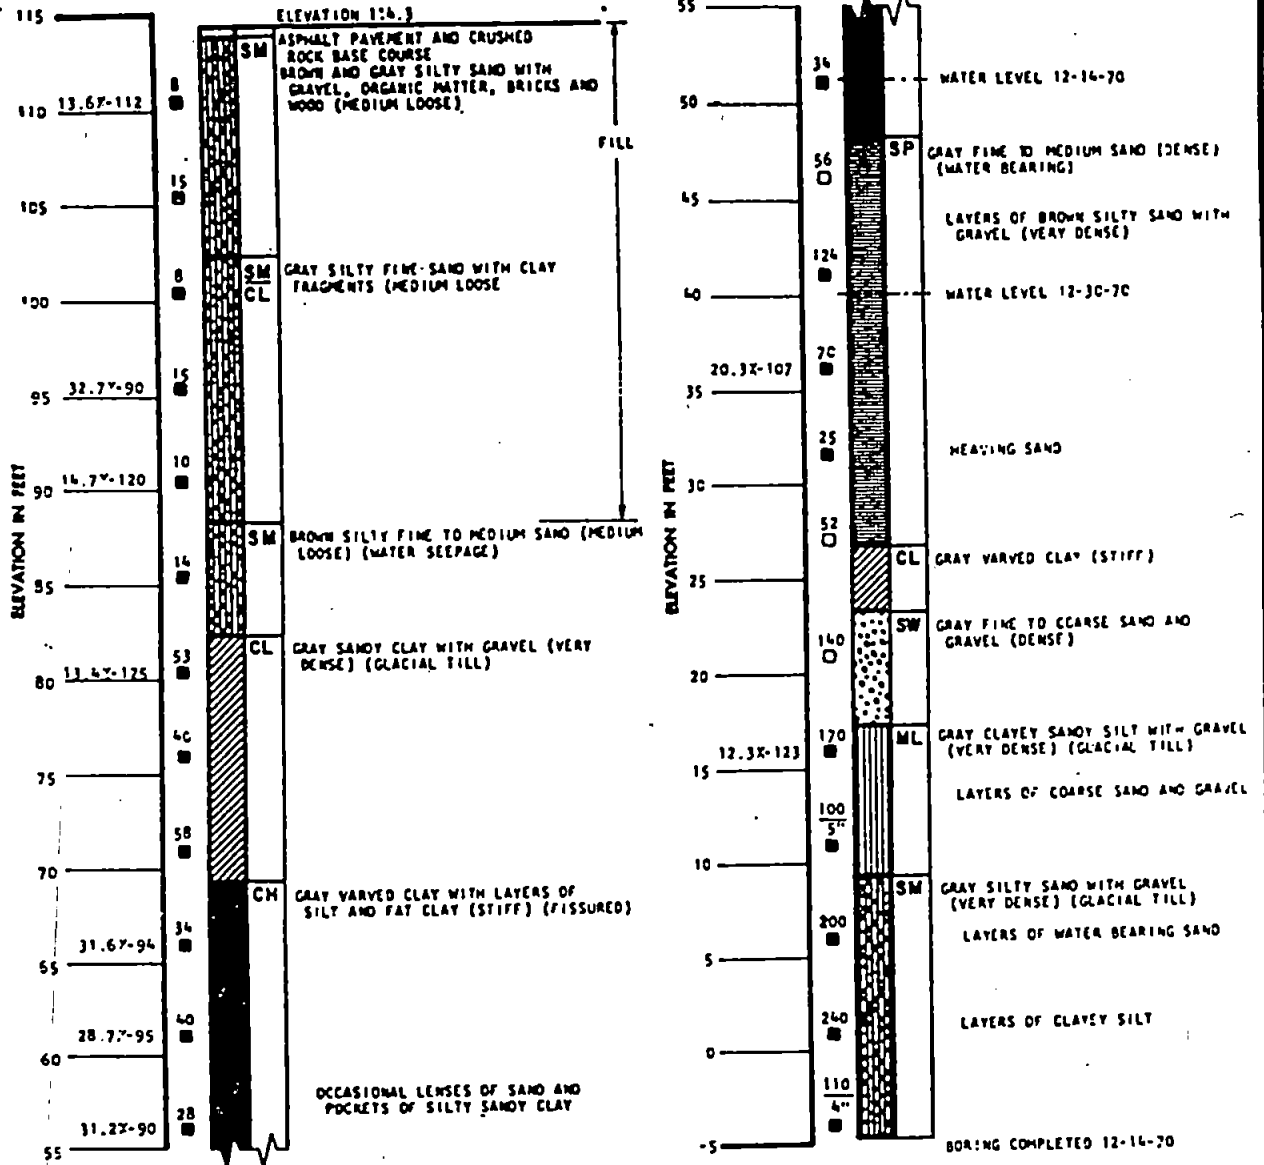 115
ELEVATION 114.3
SM
ASPHALT PAVEMENT AND CRUSHED
ROCK BASE COURSE
BROWN AND GRAY SILTY SAND WITH
GRAVEL, ORGANIC MATTER, BRICKS AND
WOOD (MEDIUM LOOSE)
8
13.6%-112
110
FILL
15
105
8
SM
CL
GRAY SILTY FINE SAND WITH CLAY
FRAGMENTS (MEDIUM LOOSE
100
15
32.7%-90
95
10
14.7%-120
90
ELEVATION IN FEET
SM
BROWN SILTY FINE TO MEDIUM SAND (MEDIUM
LOOSE) (WATER SEEPAGE)
14
85
CL
GRAY SANDY CLAY WITH GRAVEL (VERY
DENSE) (GLACIAL TILL)
53
13.4%-125
80
40
75
58
70
CH
GRAY VARVED CLAY WITH LAYERS OF
SILT AND FAT CLAY (STIFF) (FISSURED)
34
31.6%-94
65
40
28.7%-95
60
OCCASIONAL LENSES OF SAND AND
POCKETS OF SILTY SANDY CLAY
28
31.2%-90
55
55
34
WATER LEVEL 12-14-70
50
SP
GRAY FINE TO MEDIUM SAND (DENSE)
(WATER BEARING)
56
45
LAYERS OF BROWN SILTY SAND WITH
GRAVEL (VERY DENSE)
124
40
WATER LEVEL 12-30-70
70
20.3%-107
35
25
HEAVING SAND
30
ELEVATION IN FEET
52
CL
GRAY VARVED CLAY (STIFF)
25
SW
GRAY FINE TO COARSE SAND AND
GRAVEL (DENSE)
140
20
ML
GRAY CLAYEY SANDY SILT WITH GRAVEL
(VERY DENSE) (GLACIAL TILL)
170
12.3%-123
15
LAYERS OF COARSE SAND AND GRAVEL
100
5"
10
SM
GRAY SILTY SAND WITH GRAVEL
(VERY DENSE) (GLACIAL TILL)
200
LAYERS OF WATER BEARING SAND
5
240
LAYERS OF CLAYEY SILT
0
110
4"
-5
BORING COMPLETED 12-14-70